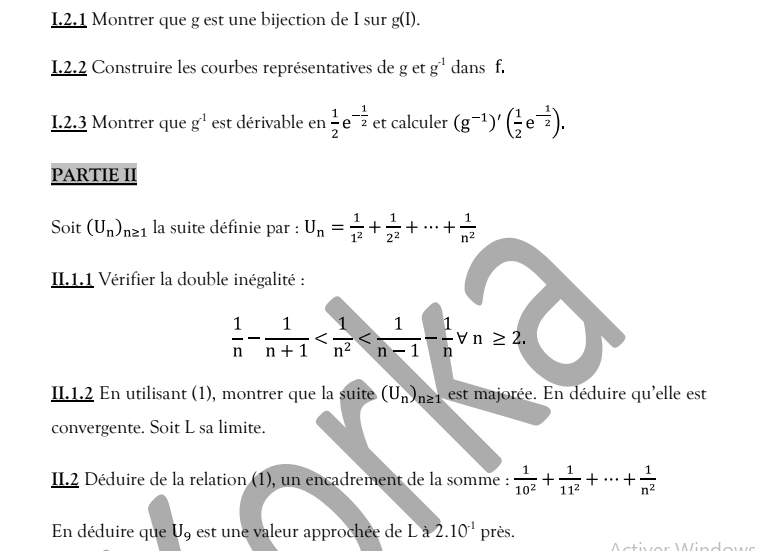 I.2.1 Montrer que g est une bijection de I sur g(I).
I.2.2 Construire les courbes représentatives de g et g⁻¹ dans f.
I.2.3 Montrer que g⁻¹ est dérivable en 1/2 e^(-1/2) et calculer (g⁻¹)′(1/2 e^(-1/2)).
PARTIE II
Soit (Uₙ)ₙ≥₁ la suite définie par : Uₙ = 1/1² + 1/2² + ⋯ + 1/n²
II.1.1 Vérifier la double inégalité :
1/n − 1/(n + 1) < 1/n² < 1/(n − 1) − 1/n ∀ n ≥ 2.
II.1.2 En utilisant (1), montrer que la suite (Uₙ)ₙ≥₁ est majorée. En déduire qu’elle est
convergente. Soit L sa limite.
II.2 Déduire de la relation (1), un encadrement de la somme : 1/10² + 1/11² + ⋯ + 1/n²
En déduire que U₉ est une valeur approchée de L à 2.10⁻¹ près.
Activer Windows